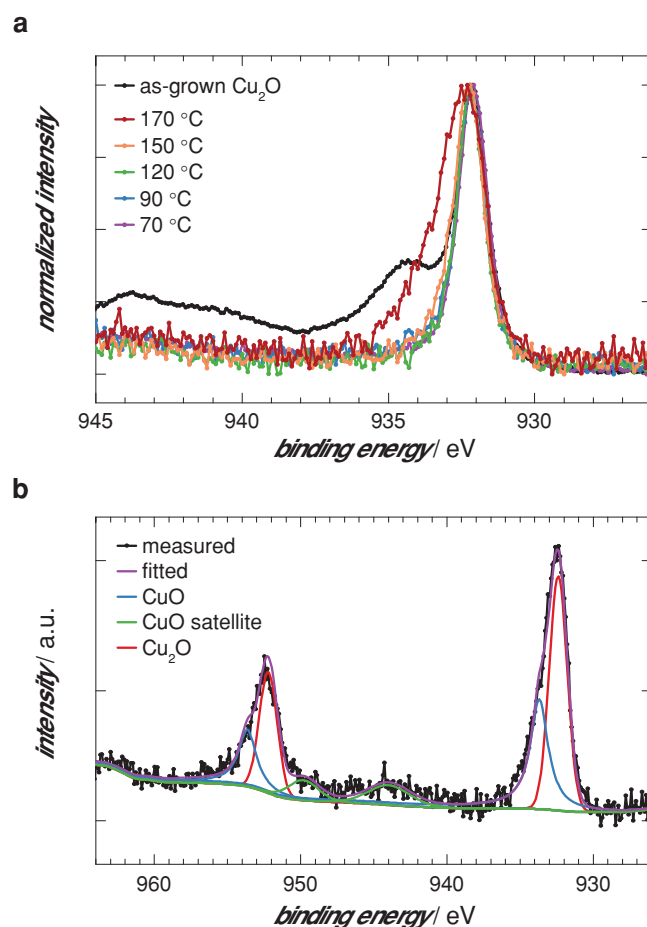 a
normalized intensity
as-grown Cu₂O
170 °C
150 °C
120 °C
90 °C
70 °C
945 940 935 930
binding energy/ eV
b
intensity/ a.u.
measured
fitted
CuO
CuO satellite
Cu₂O
960 950 940 930
binding energy/ eV